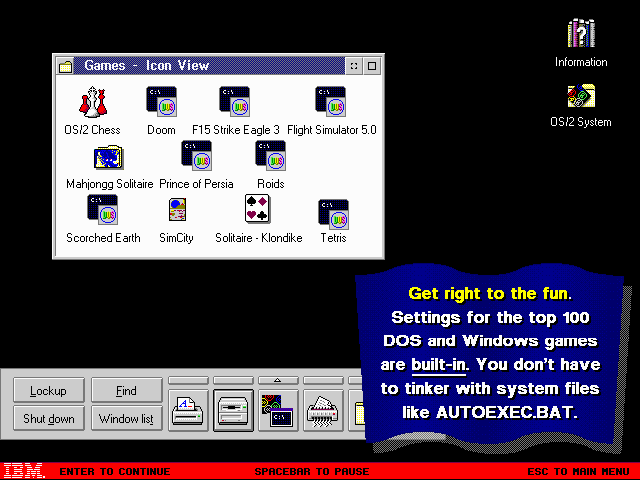 Games - Icon View
Information
OS/2 System
OS/2 Chess
Doom
F15 Strike Eagle 3
Flight Simulator 5.0
Mahjongg Solitaire
Prince of Persia
Roids
Scorched Earth
SimCity
Solitaire - Klondike
Tetris
Get right to the fun.
Settings for the top 100
DOS and Windows games
are built-in. You don't have
to tinker with system files
like AUTOEXEC.BAT.
Lockup
Find
Shut down
Window list
IBM.
ENTER TO CONTINUE
SPACEBAR TO PAUSE
ESC TO MAIN MENU